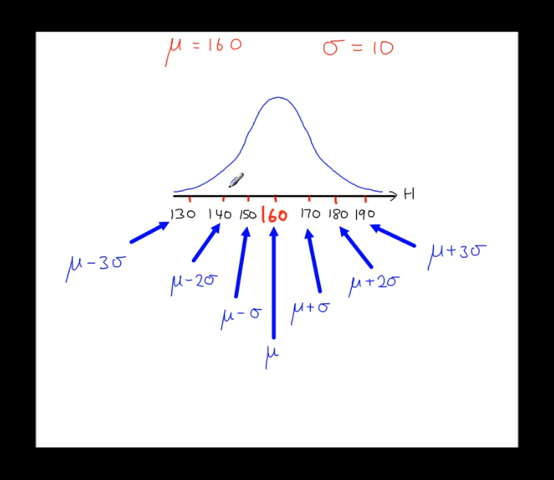 μ = 160 σ = 10
H
130 140 150 160 170 180 190
μ-3σ μ-2σ μ-σ μ μ+σ μ+2σ μ+3σ